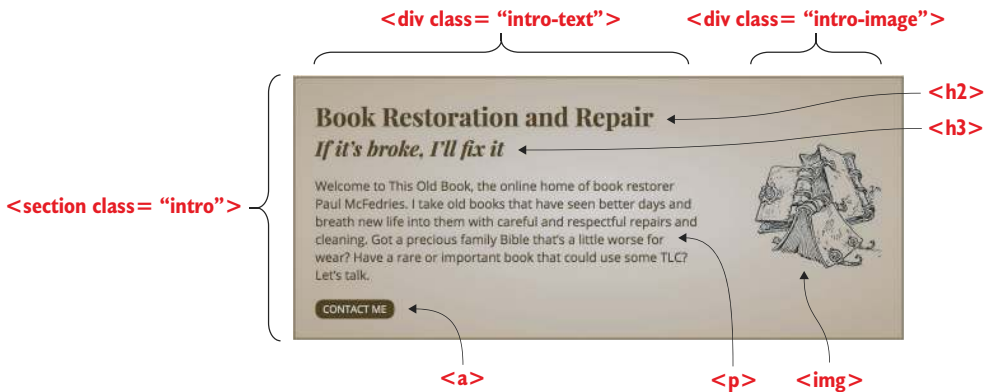 <div class= “intro-text”>
<div class= “intro-image”>
Book Restoration and Repair
<h2>
If it’s broke, I’ll fix it
<h3>
Welcome to This Old Book, the online home of book restorer
Paul McFedries. I take old books that have seen better days and
breath new life into them with careful and respectful repairs and
cleaning. Got a precious family Bible that’s a little worse for
wear? Have a rare or important book that could use some TLC?
Let’s talk.
<section class= “intro”>
CONTACT ME
<a>
<p>
<img>